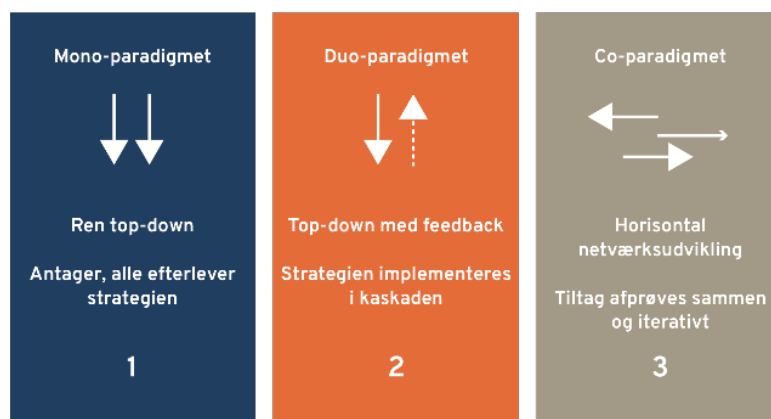 Mono-paradigmet
Ren top-down
Antager, alle efterlever
strategien
1
Duo-paradigmet
Top-down med feedback
Strategien implementeres
i kaskaden
2
Co-paradigmet
Horisontal
netværksudvikling
Tiltag afprøves sammen
og iterativt
3